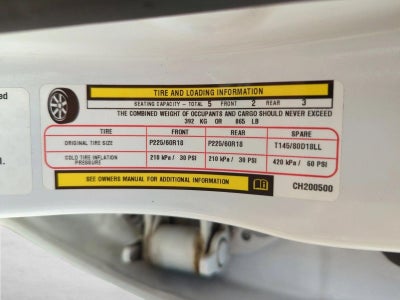 ed
l.
TIRE AND LOADING INFORMATION
SEATING CAPACITY – TOTAL 5 FRONT 2 REAR 3
THE COMBINED WEIGHT OF OCCUPANTS AND CARGO SHOULD NEVER EXCEED
392 KG OR 865 LB
TIRE FRONT REAR SPARE
ORIGINAL TIRE SIZE P225/60R18 P225/60R18 T145/80D18LL
COLD TIRE INFLATION PRESSURE 210 kPa / 30 PSI 210 kPa / 30 PSI 420 kPa / 60 PSI
SEE OWNERS MANUAL FOR ADDITIONAL INFORMATION
CH200500